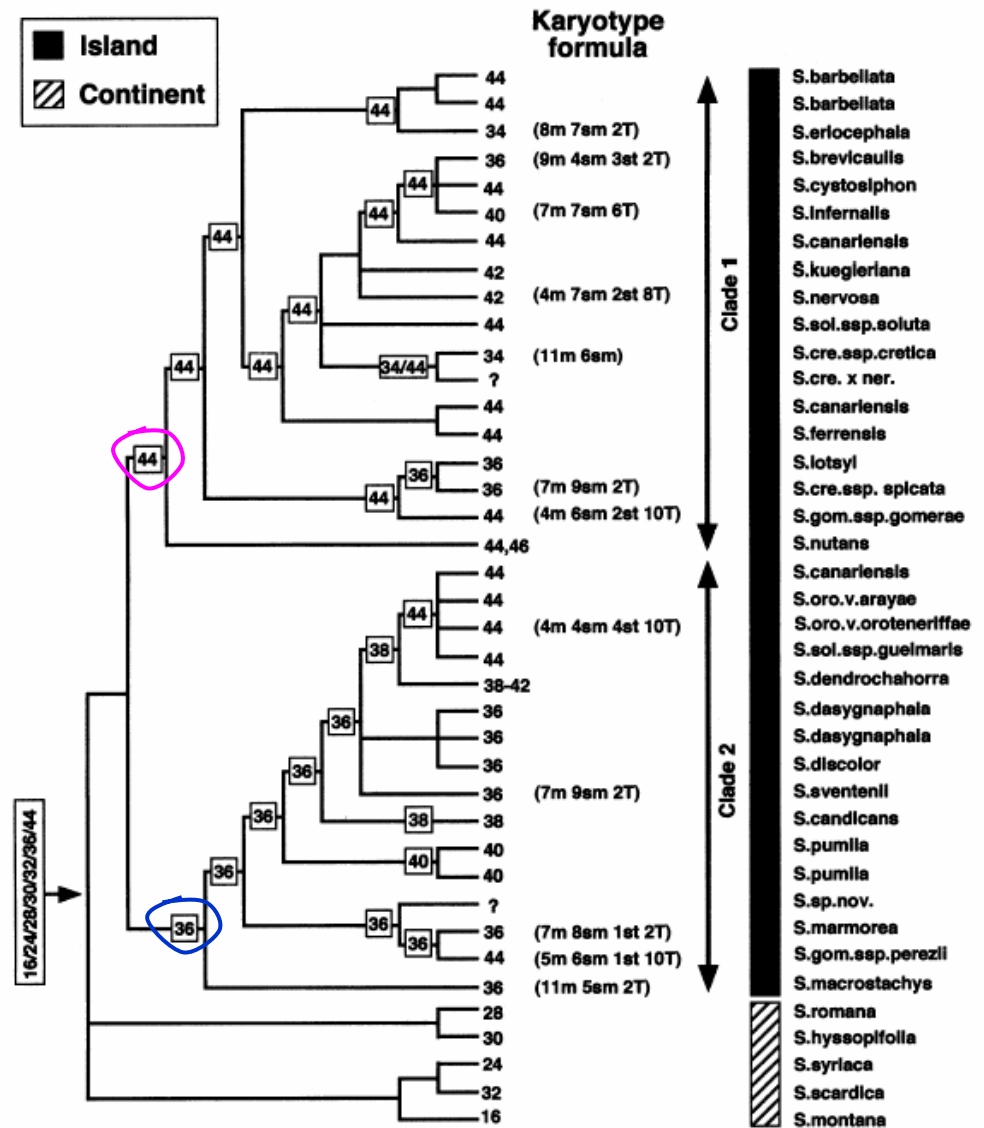 Island
Continent
Karyotype
formula
44 S.barbellata
44 44 S.barbellata
34 (8m 7sm 2T) S.eriocephala
36 (9m 4sm 3st 2T) S.brevicaulis
44 44 S.cystosiphon
44 40 (7m 7sm 6T) S.infernalis
44 44 S.canariensis
42 S.kuegleriana
42 (4m 7sm 2st 8T) S.nervosa
44 44 S.sol.ssp.soluta
34 (11m 6sm) S.cre.ssp.cretica
44 44 34/44 ? S.cre. x ner.
44 S.canariensis
44 S.ferrensis
44 36 36 S.lotsyi
36 (7m 9sm 2T) S.cre.ssp. spicata
44 44 (4m 6sm 2st 10T) S.gom.ssp.gomerae
44,46 S.nutans
Clade 1
44 S.canariensis
44 44 S.oro.v.arayae
44 (4m 4sm 4st 10T) S.oro.v.oroteneriffae
38 44 S.sol.ssp.gueimaris
38-42 S.dendrochahorra
36 36 S.dasygnaphala
36 S.dasygnaphala
36 36 S.discolor
36 (7m 9sm 2T) S.sventenii
36 38 38 S.candicans
40 S.pumila
36 40 40 S.pumila
? S.sp.nov.
36 36 36 (7m 8sm 1st 2T) S.marmorea
36 44 (5m 6sm 1st 10T) S.gom.ssp.perezii
36 (11m 5sm 2T) S.macrostachys
Clade 2
16/24/28/30/32/36/44
28 S.romana
30 S.hyssopifolia
24 S.syriaca
32 S.scardica
16 S.montana